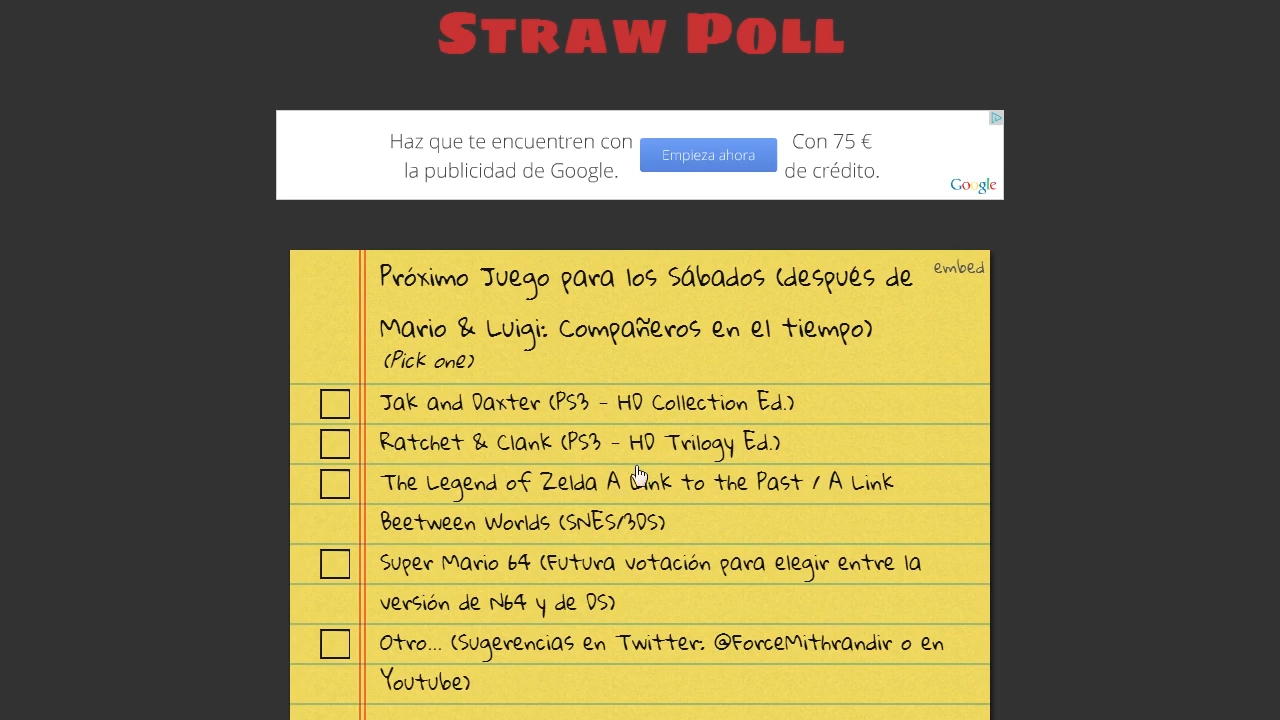 Straw Poll
Haz que te encuentren con
la publicidad de Google.
Empieza ahora
Con 75 €
de crédito.
Google
embed
Próximo Juego para los Sábados (después de
Mario & Luigi: Compañeros en el tiempo)
(Pick one)
Jak and Daxter (PS3 - HD Collection Ed.)
Ratchet & Clank (PS3 - HD Trilogy Ed.)
The Legend of Zelda A Link to the Past / A Link
Beetween Worlds (SNES/3DS)
Super Mario 64 (Futura votación para elegir entre la
versión de N64 y de DS)
Otro... (Sugerencias en Twitter: @ForceMithrandir o en
Youtube)